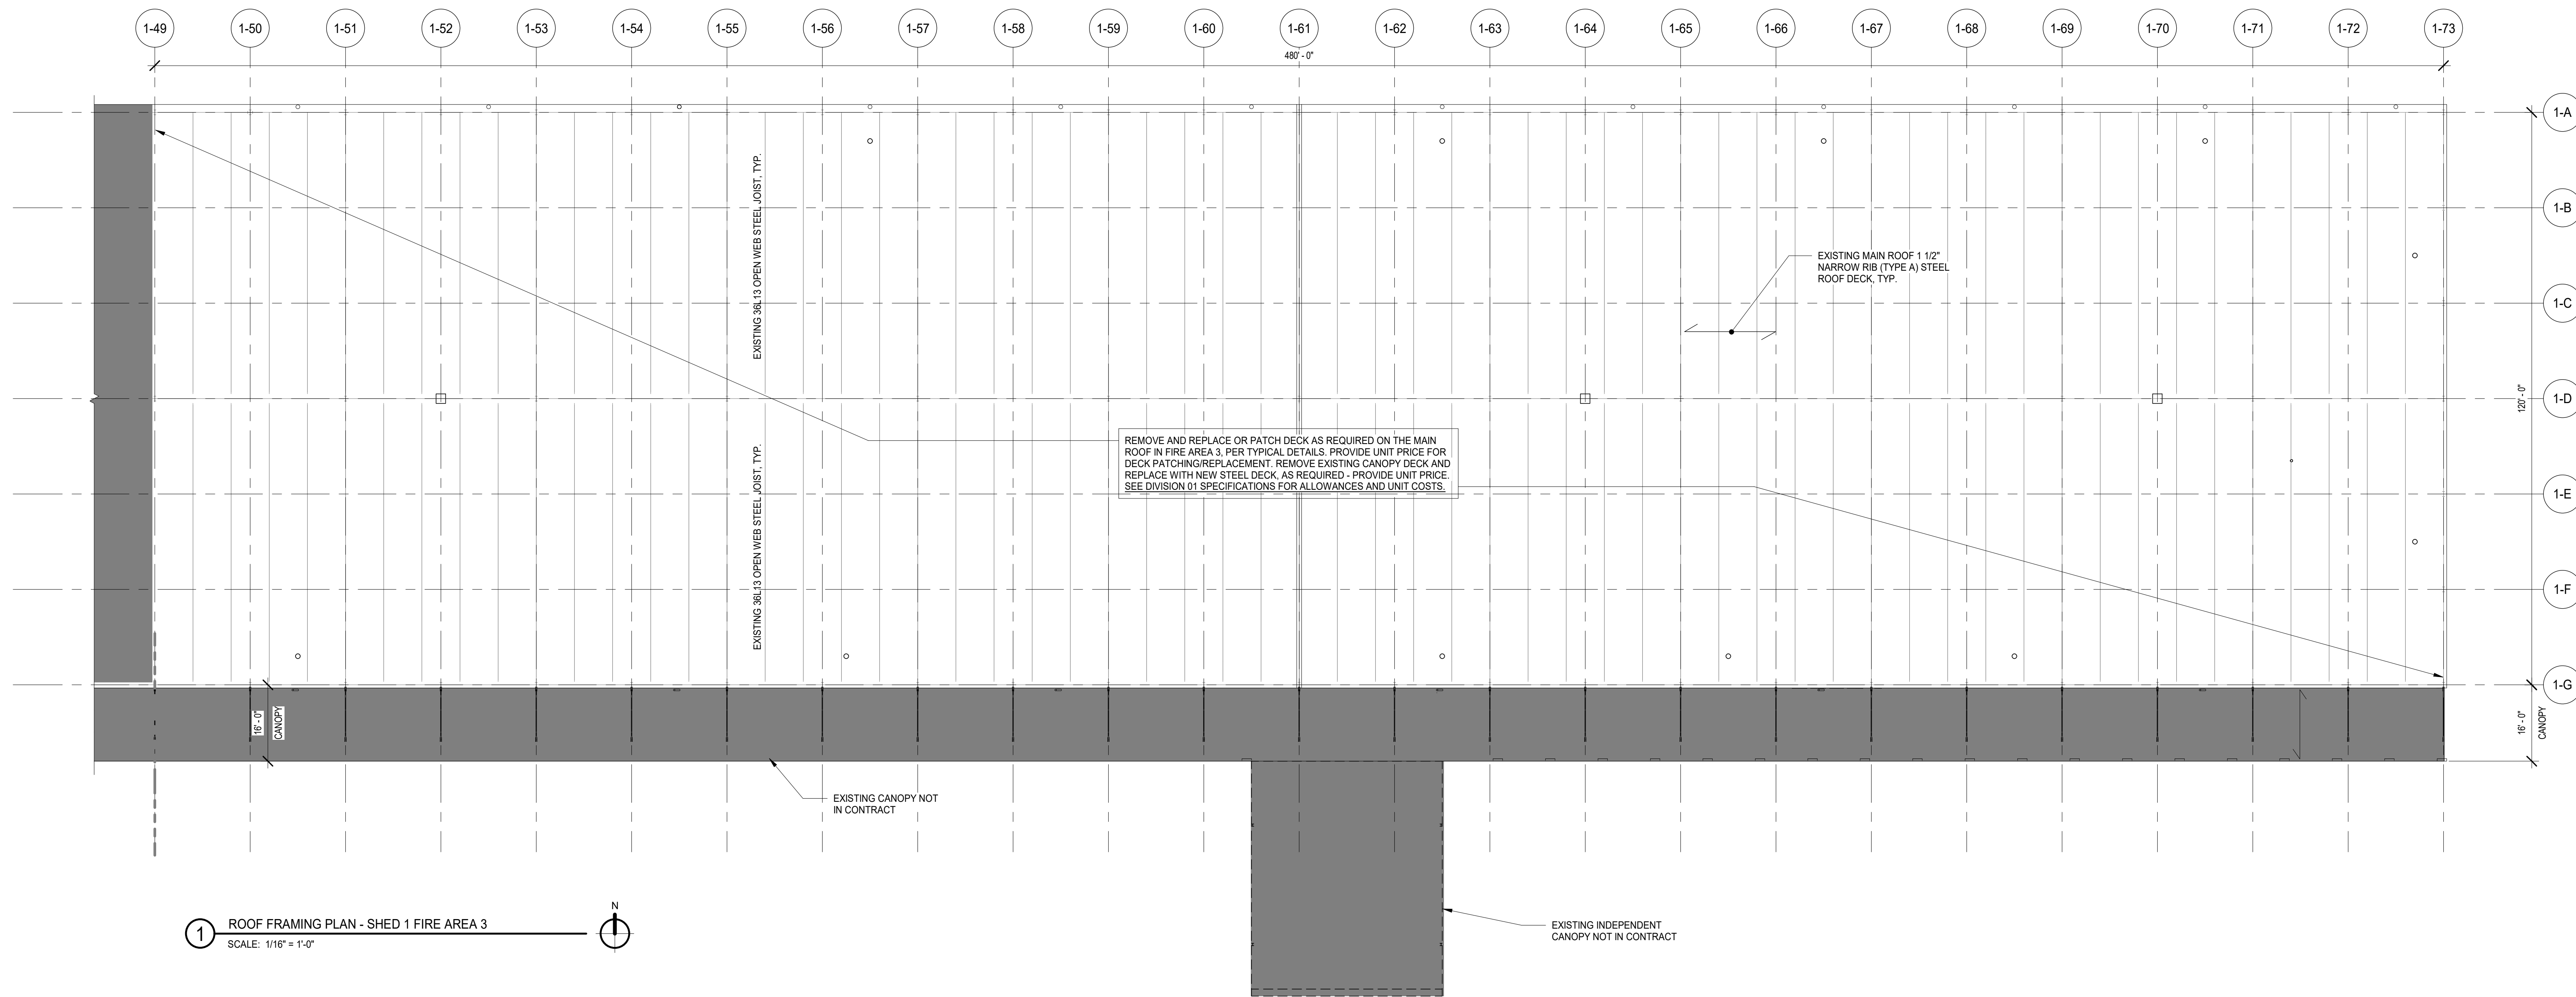 1-49 1-50 1-51 1-52 1-53 1-54 1-55 1-56 1-57 1-58 1-59 1-60 1-61 1-62 1-63 1-64 1-65 1-66 1-67 1-68 1-69 1-70 1-71 1-72 1-73
480' - 0"
1-A
1-B
1-C
1-D
1-E
1-F
1-G
120' - 0"
16' - 0"
CANOPY
EXISTING 36L13 OPEN WEB STEEL JOIST, TYP.
EXISTING 36L13 OPEN WEB STEEL JOIST, TYP.
EXISTING MAIN ROOF 1 1/2"
NARROW RIB (TYPE A) STEEL
ROOF DECK, TYP.
REMOVE AND REPLACE OR PATCH DECK AS REQUIRED ON THE MAIN
ROOF IN FIRE AREA 3, PER TYPICAL DETAILS. PROVIDE UNIT PRICE FOR
DECK PATCHING/REPLACEMENT. REMOVE EXISTING CANOPY DECK AND
REPLACE WITH NEW STEEL DECK, AS REQUIRED - PROVIDE UNIT PRICE.
SEE DIVISION 01 SPECIFICATIONS FOR ALLOWANCES AND UNIT COSTS.
16' - 0"
CANOPY
EXISTING CANOPY NOT
IN CONTRACT
EXISTING INDEPENDENT
CANOPY NOT IN CONTRACT
1
ROOF FRAMING PLAN - SHED 1 FIRE AREA 3
SCALE: 1/16" = 1'-0"
N